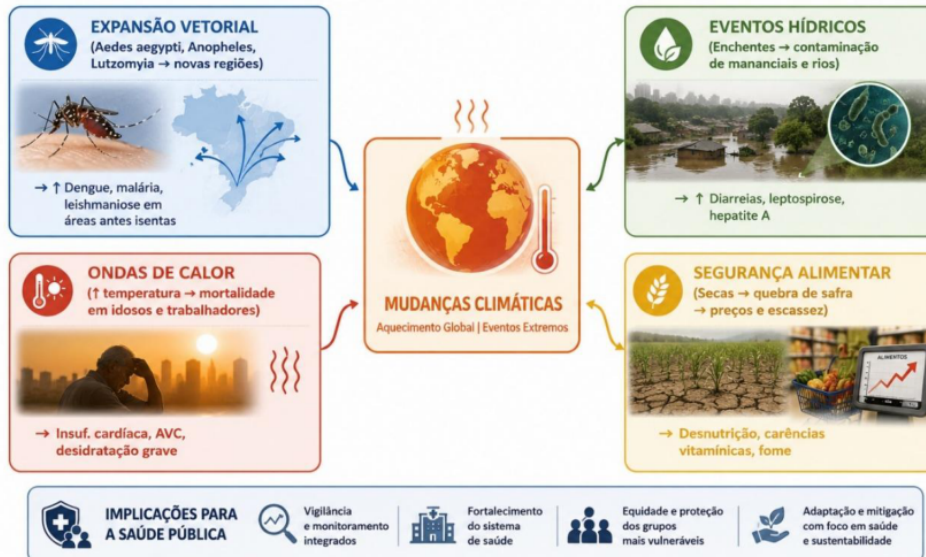 EXPANSÃO VETORIAL
(Aedes aegypti, Anopheles,
Lutzomyia → novas regiões)
→ ↑ Dengue, malária,
leishmaniose em
áreas antes isentas
EVENTOS HÍDRICOS
(Enchentes → contaminação
de mananciais e rios)
→ ↑ Diarreias, leptospirose,
hepatite A
MUDANÇAS CLIMÁTICAS
Aquecimento Global | Eventos Extremos
ONDAS DE CALOR
(↑ temperatura → mortalidade
em idosos e trabalhadores)
→ Insuf. cardíaca, AVC,
desidratação grave
SEGURANÇA ALIMENTAR
(Secas → quebra de safra
→ preços e escassez)
ALIMENTOS
→ Desnutrição, carências
vitamínicas, fome
IMPLICAÇÕES PARA
A SAÚDE PÚBLICA
Vigilância
e monitoramento
integrados
Fortalecimento
do sistema
de saúde
Equidade e proteção
dos grupos
mais vulneráveis
Adaptação e mitigação
com foco em saúde
e sustentabilidade